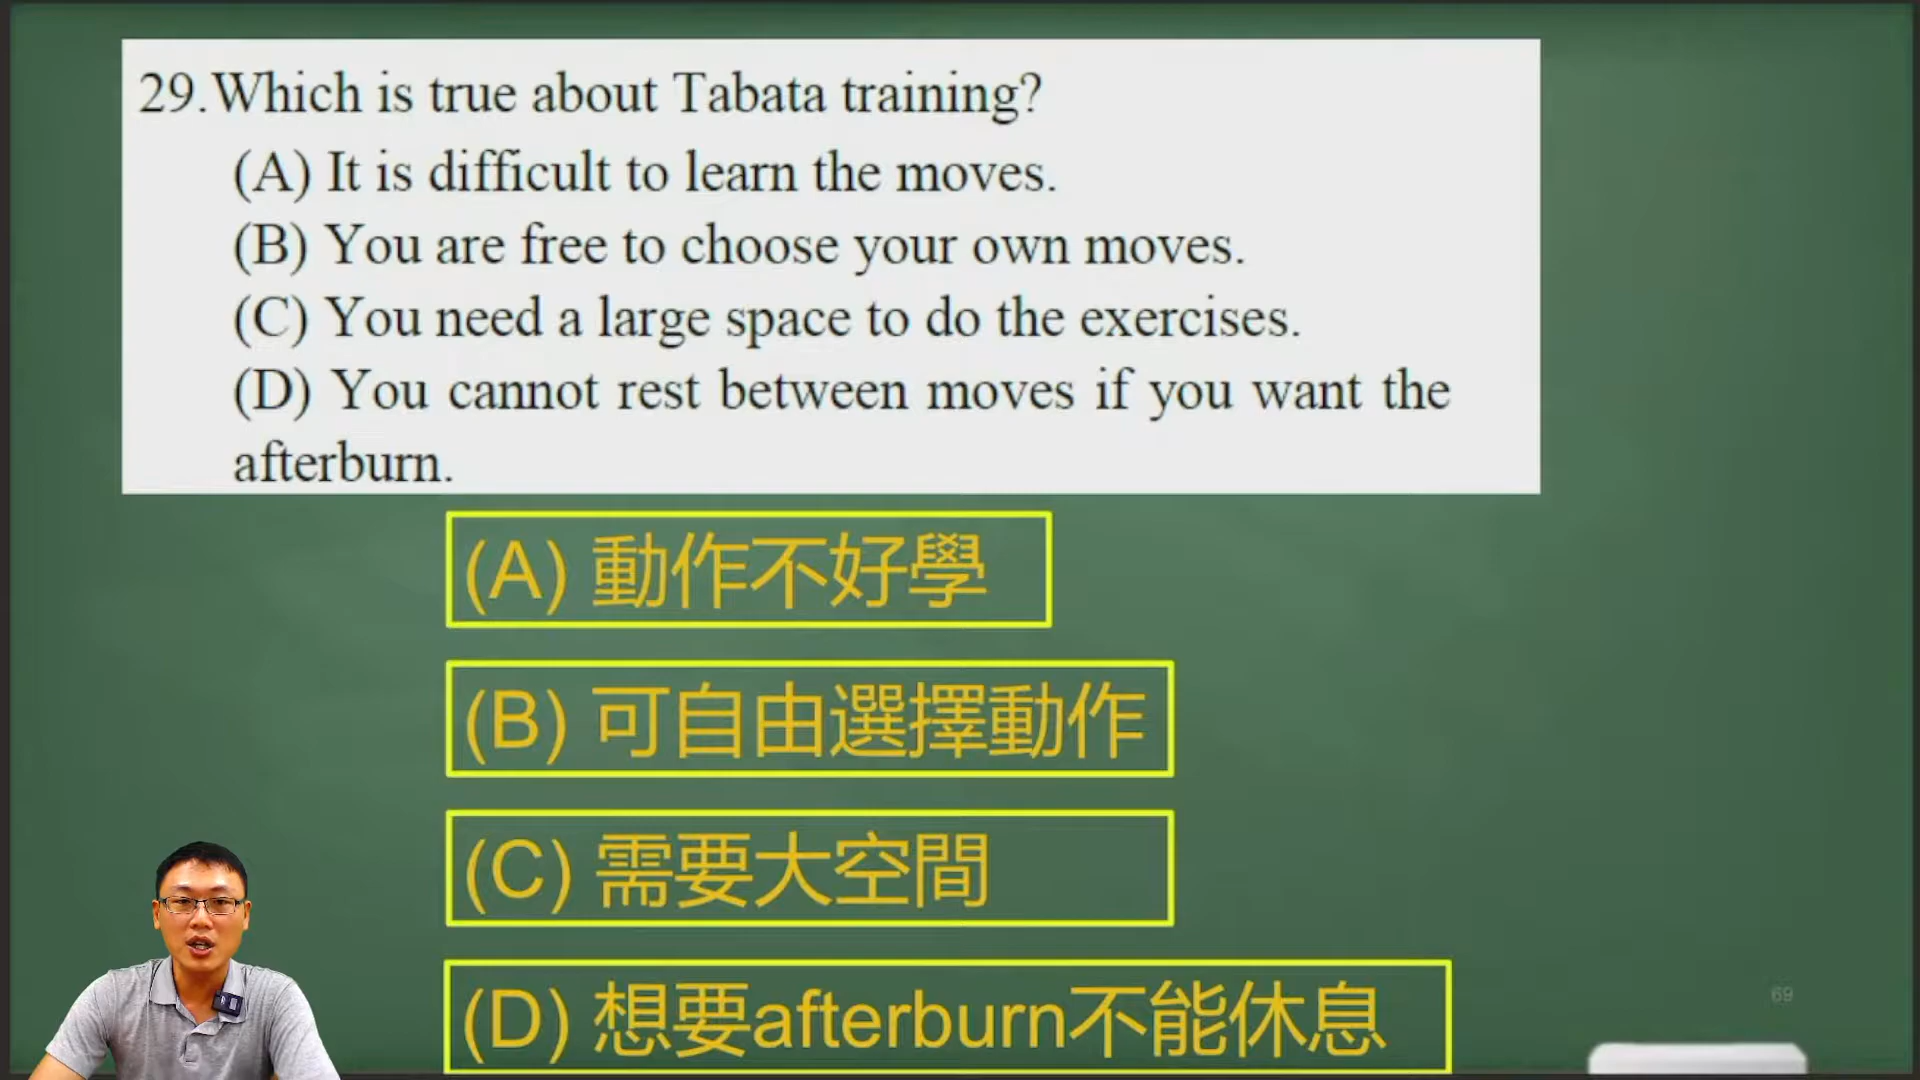 29.Which is true about Tabata training?
(A) It is difficult to learn the moves.
(B) You are free to choose your own moves.
(C) You need a large space to do the exercises.
(D) You cannot rest between moves if you want the
afterburn.
(A) 動作不好學
(B) 可自由選擇動作
(C) 需要大空間
(D) 想要afterburn不能休息
69